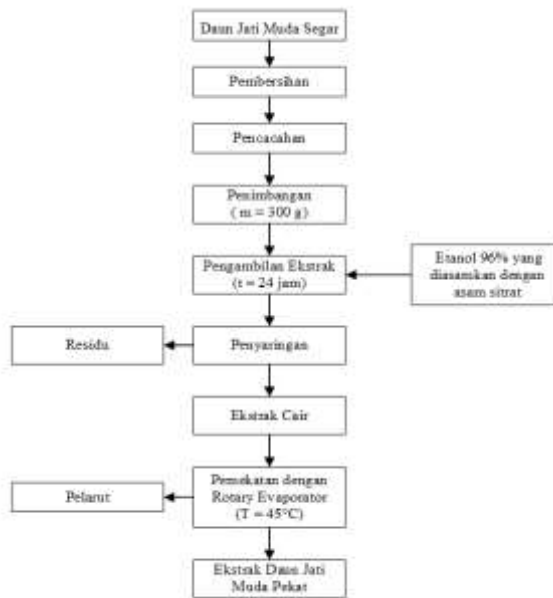 Daun Jati Muda Segar
Pembersihan
Pencacahan
Penimbangan
( m = 300 g)
Pengambilan Ekstrak
(t = 24 jam)
Etanol 96% yang
diasamkan dengan
asam sitrat
Residu
Penyaringan
Ekstrak Cair
Pelarut
Pemekatan dengan
Rotary Evaporator
(T = 45°C)
Ekstrak Daun Jati
Muda Pekat